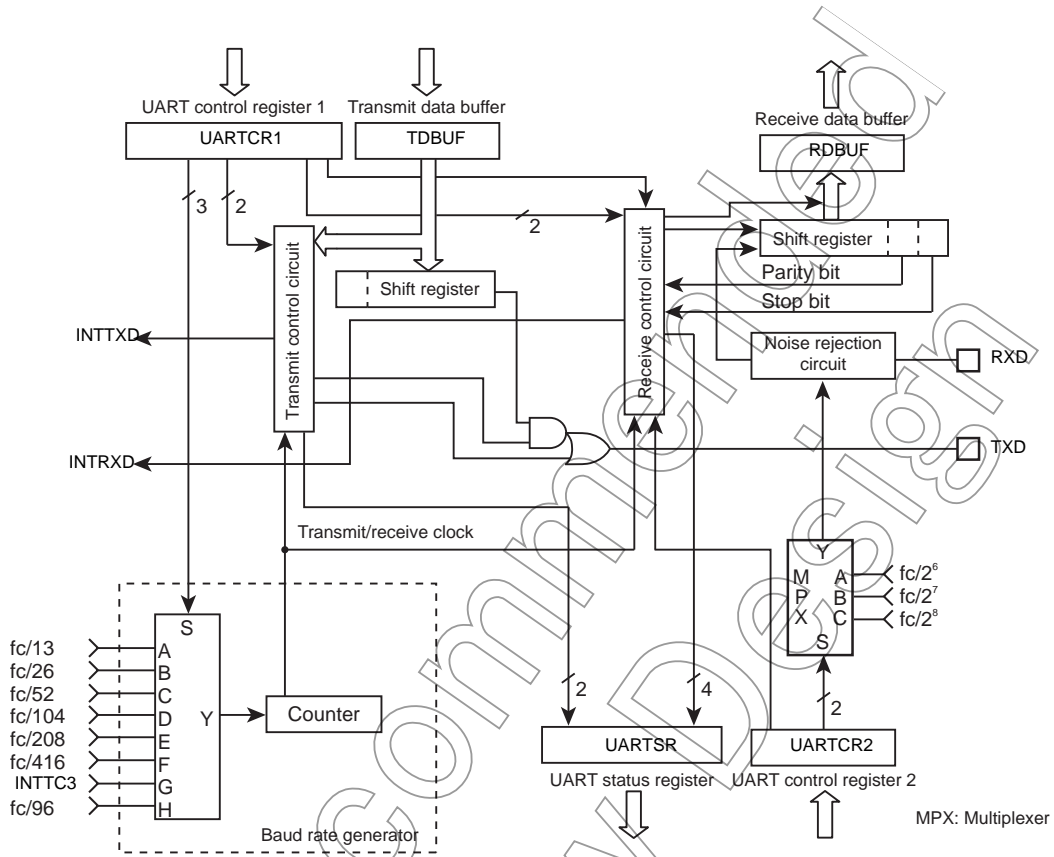 UART control register 1
Transmit data buffer
Receive data buffer
UARTCR1
TDBUF
RDBUF
3
2
2
Transmit control circuit
Receive control circuit
Shift register
Shift register
Parity bit
Stop bit
INTTXD
Noise rejection
circuit
RXD
INTRXD
TXD
Transmit/receive clock
S
A
B
C
D
E
F
G
H
Y
fc/13
fc/26
fc/52
fc/104
fc/208
fc/416
INTTC3
fc/96
Counter
Baud rate generator
Y
M
P
X
A
B
C
S
fc/2⁶
fc/2⁷
fc/2⁸
2
4
2
UARTSR
UARTCR2
UART status register
UART control register 2
MPX: Multiplexer
commended
w Design